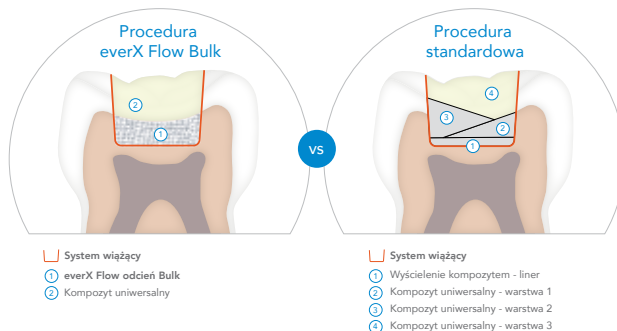 Procedura
everX Flow Bulk
2
1
vs
Procedura
standardowa
4
3
2
1
System wiążący
1 everX Flow odcień Bulk
2 Kompozyt uniwersalny
System wiążący
1 Wyścielenie kompozytem - liner
2 Kompozyt uniwersalny - warstwa 1
3 Kompozyt uniwersalny - warstwa 2
4 Kompozyt uniwersalny - warstwa 3